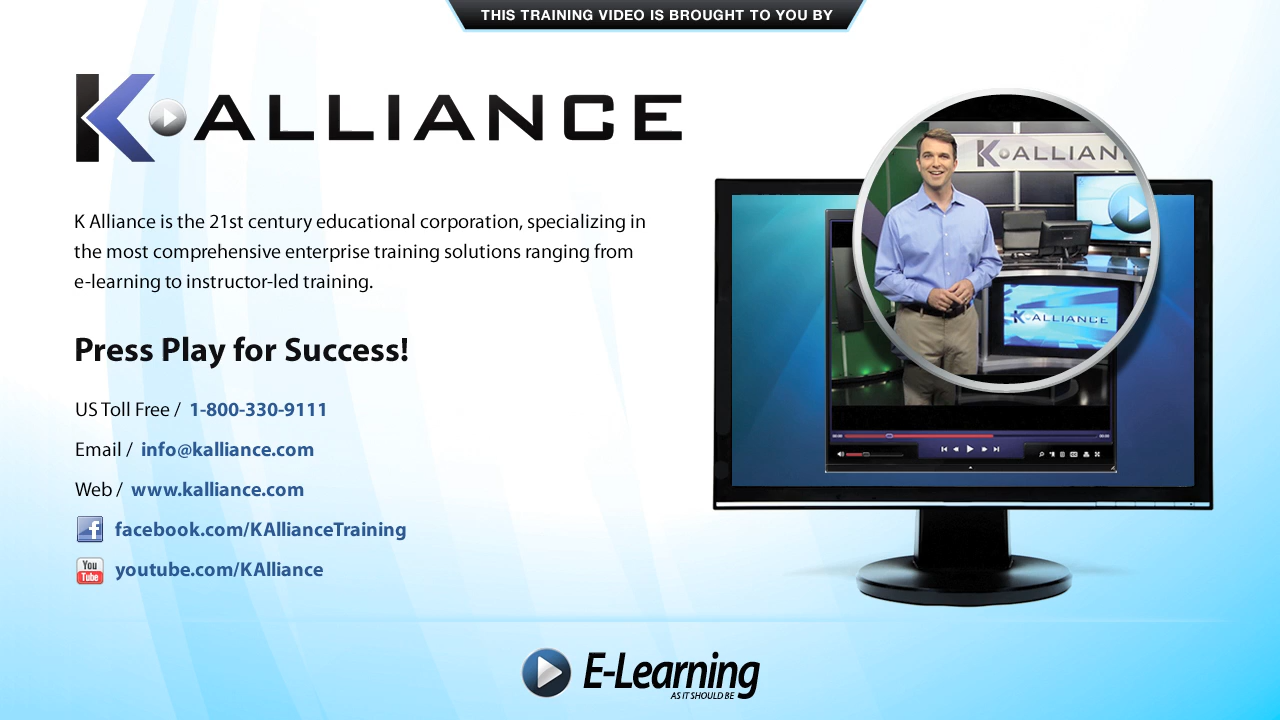 THIS TRAINING VIDEO IS BROUGHT TO YOU BY
K ALLIANCE
K Alliance is the 21st century educational corporation, specializing in
the most comprehensive enterprise training solutions ranging from
e-learning to instructor-led training.
Press Play for Success!
US Toll Free / 1-800-330-9111
Email / info@kalliance.com
Web / www.kalliance.com
facebook.com/KAllianceTraining
You
Tube
youtube.com/KAlliance
K ALLIAN
K-ALLIANCE
E-Learning
AS IT SHOULD BE